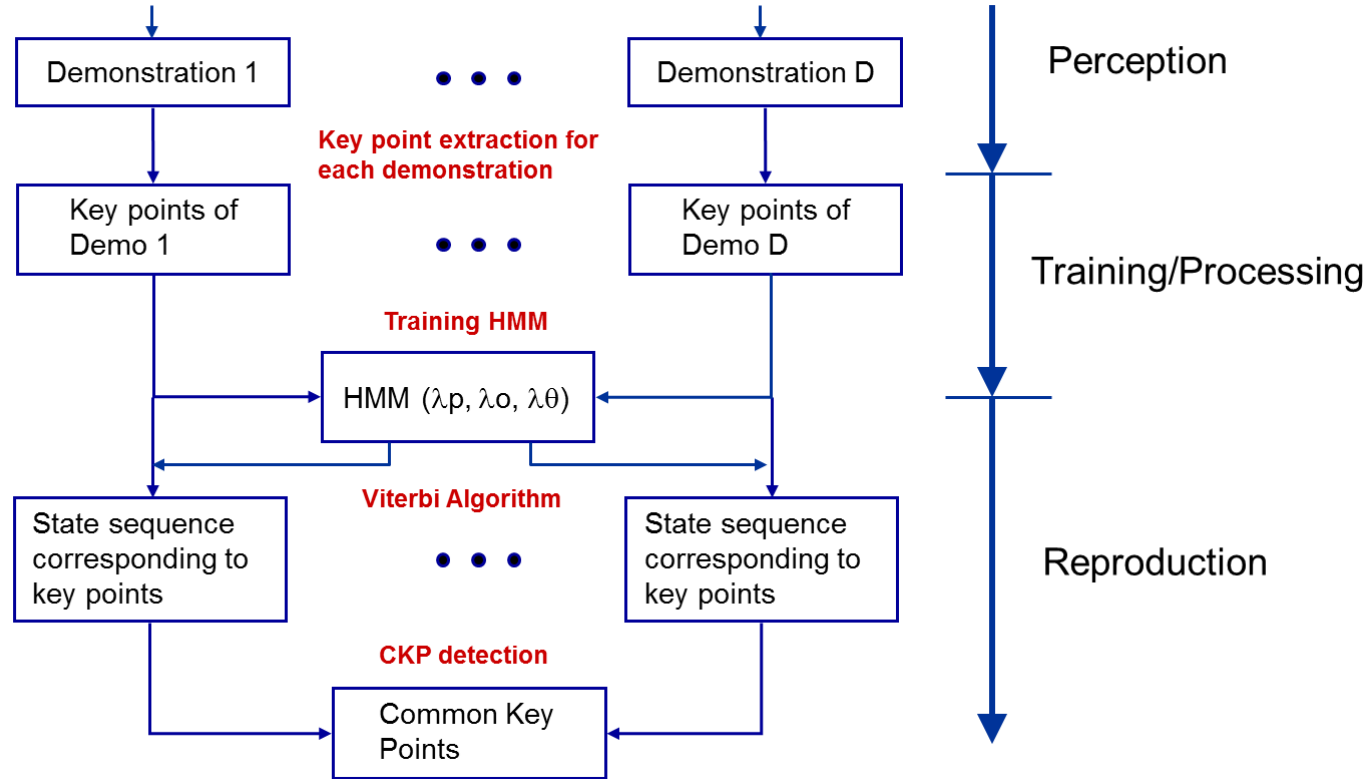 Demonstration 1
Demonstration D
Perception
Key point extraction for
each demonstration
Key points of
Demo 1
Key points of
Demo D
Training/Processing
Training HMM
HMM (λp, λo, λθ)
Viterbi Algorithm
State sequence
corresponding to
key points
State sequence
corresponding to
key points
Reproduction
CKP detection
Common Key
Points